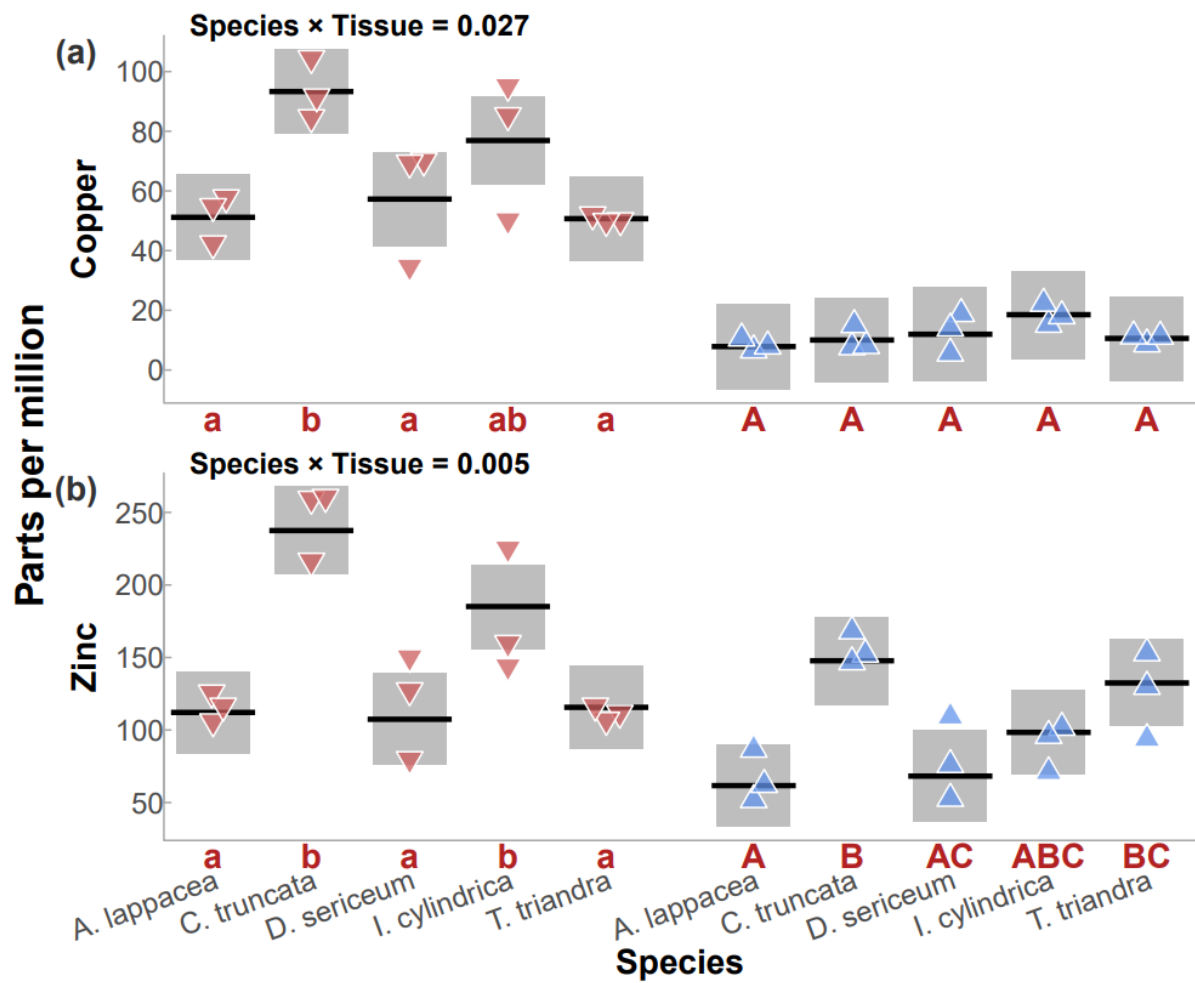 Species × Tissue = 0.027
(a)
100
80
60
40
20
0
Copper
a b a ab a A A A A A
Parts per million
Species × Tissue = 0.005
(b)
250
200
150
100
50
Zinc
a b a b a A B AC ABC BC
A. lappacea C. truncata D. sericeum I. cylindrica T. triandra A. lappacea C. truncata D. sericeum I. cylindrica T. triandra
Species